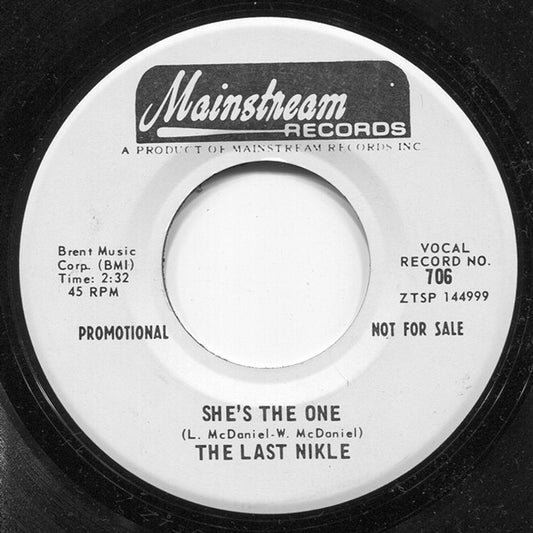 Mainstream
RECORDS
A PRODUCT OF MAINSTREAM RECORDS INC.
Brent Music
Corp. (BMI)
Time: 2:32
45 RPM
VOCAL
RECORD NO.
706
ZTSP 144999
PROMOTIONAL
NOT FOR SALE
SHE'S THE ONE
(L. McDaniel-W. McDaniel)
THE LAST NIKLE